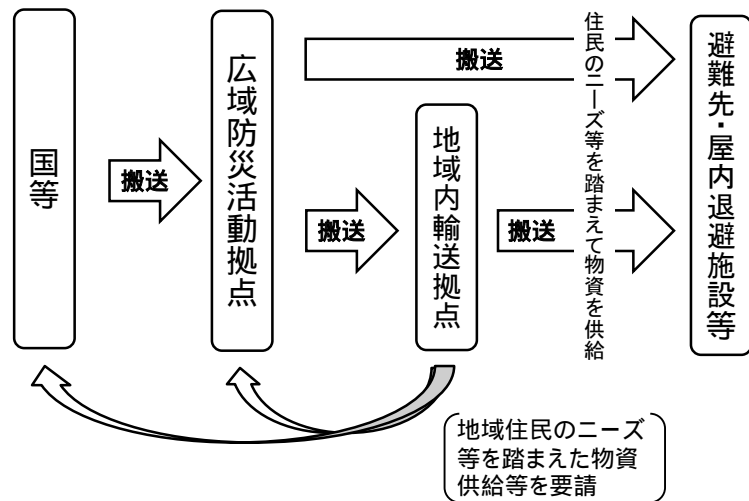 国等
搬送
広域防災活動拠点
搬送
搬送
地域内輸送拠点
搬送
住民のニーズ等を踏まえて物資を供給
避難先・屋内退避施設等
地域住民のニーズ
等を踏まえた物資
供給等を要請